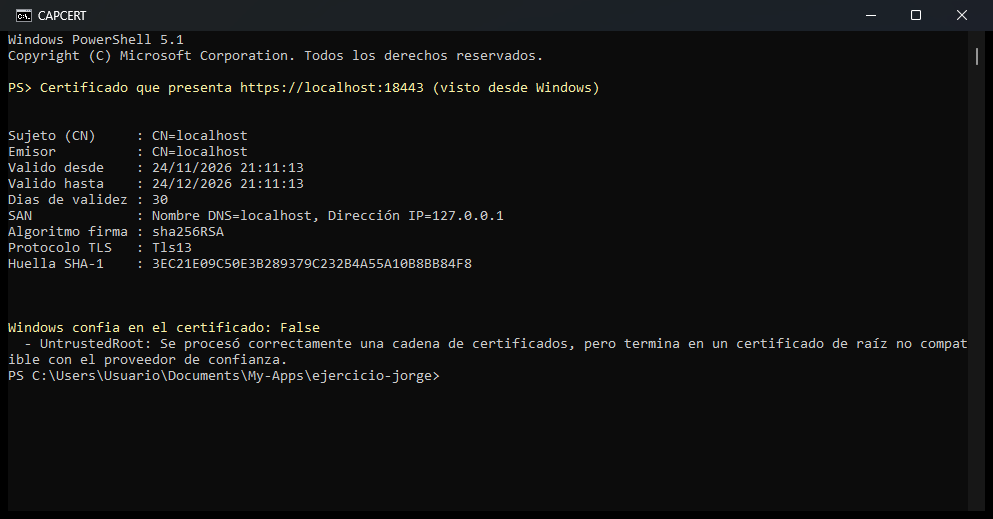 CAPCERT
Windows PowerShell 5.1
Copyright (C) Microsoft Corporation. Todos los derechos reservados.
PS> Certificado que presenta https://localhost:18443 (visto desde Windows)
Sujeto (CN)     : CN=localhost
Emisor          : CN=localhost
Valido desde    : 24/11/2026 21:11:13
Valido hasta    : 24/12/2026 21:11:13
Dias de validez : 30
SAN             : Nombre DNS=localhost, Dirección IP=127.0.0.1
Algoritmo firma : sha256RSA
Protocolo TLS   : Tls13
Huella SHA-1    : 3EC21E09C50E3B289379C232B4A55A10B8BB84F8
Windows confia en el certificado: False
  - UntrustedRoot: Se procesó correctamente una cadena de certificados, pero termina en un certificado de raíz no compat
ible con el proveedor de confianza.
PS C:\Users\Usuario\Documents\My-Apps\ejercicio-jorge>